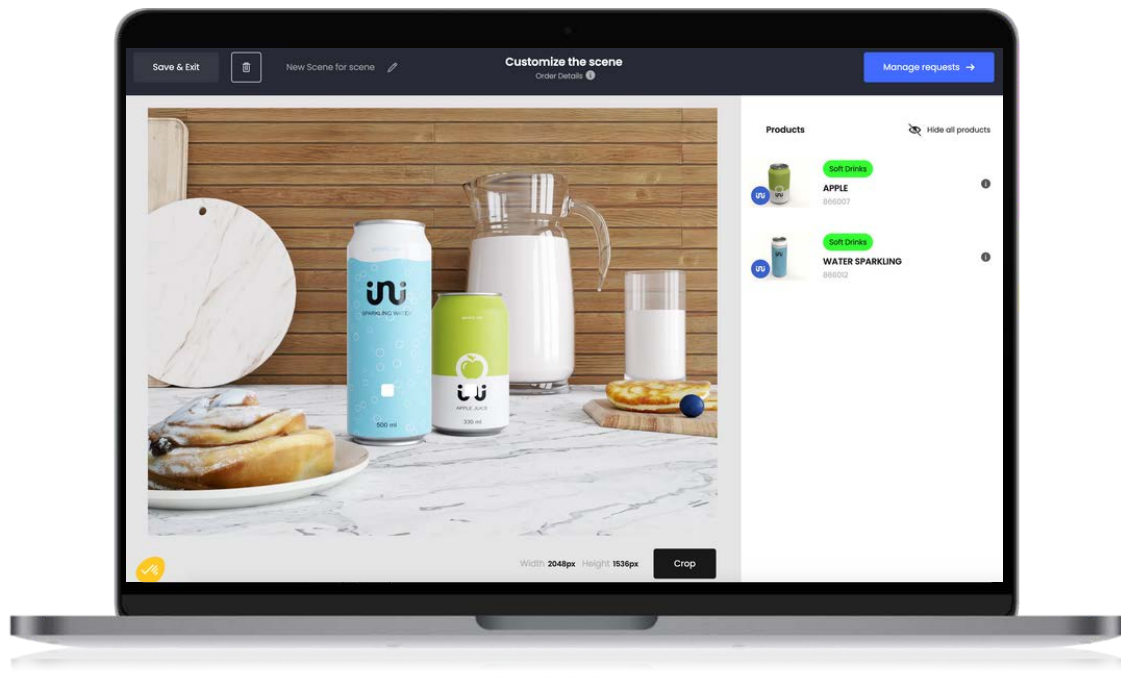 Save & Exit
New Scene for scene
Customize the scene
Order Details
Manage requests →
Products
Hide all products
Soft Drinks
APPLE
866007
Soft Drinks
WATER SPARKLING
866012
ini
SPARKLING WATER
500 ml
APPLE JUICE
330 ml
Width 2048px Height 1536px
Crop